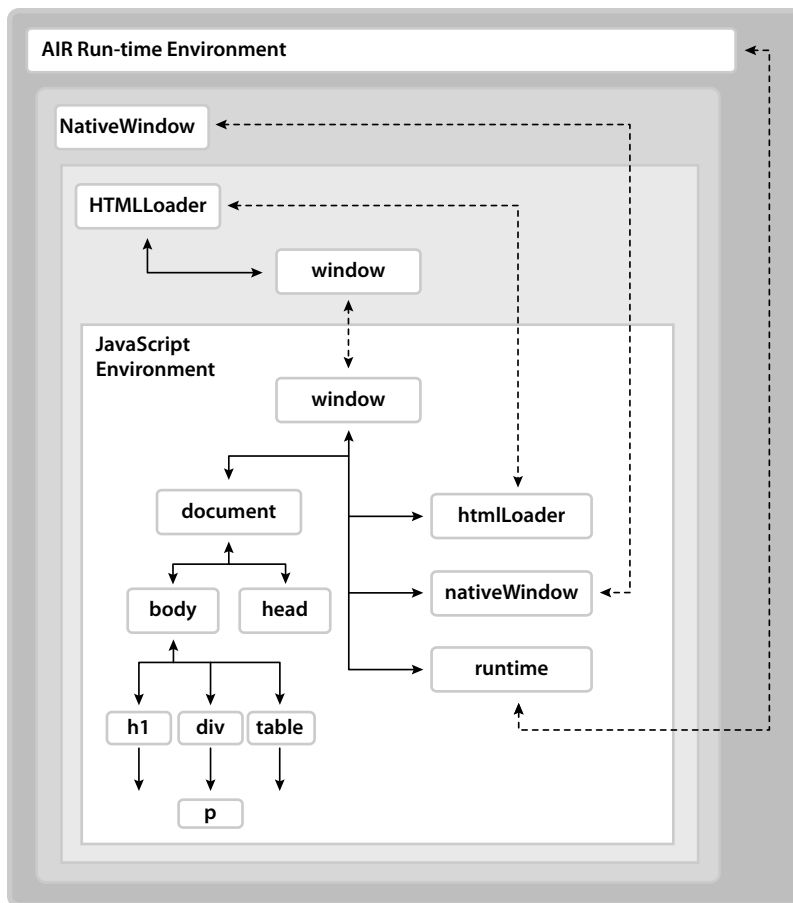 AIR Run-time Environment
NativeWindow
HTMLLoader
window
JavaScript
Environment
window
document
htmlLoader
body
head
nativeWindow
runtime
h1
div
table
p